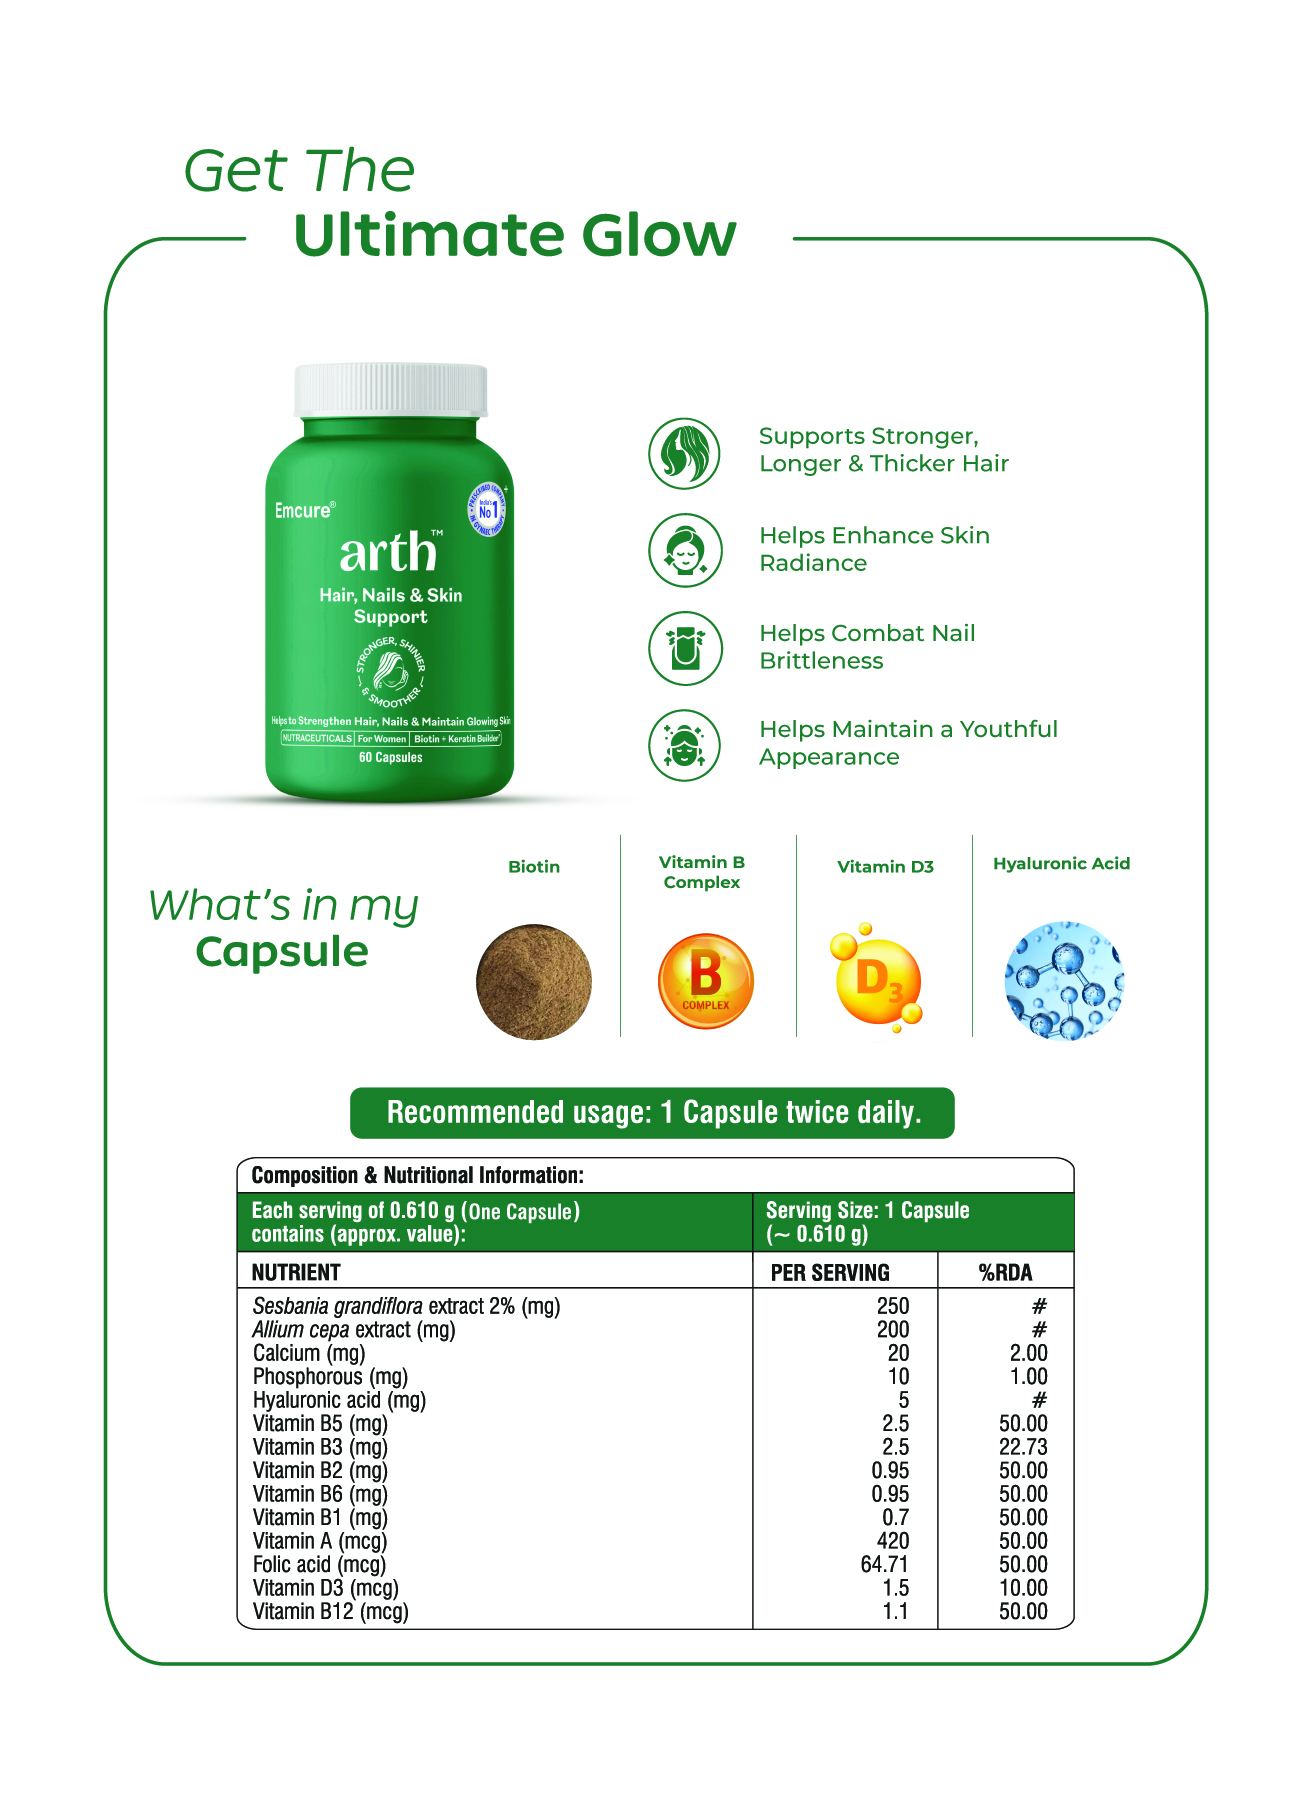 Get The
Ultimate Glow
Emcure®
PRESCRIBED COMPANY
India's
No 1
IN GYNAEC THERAPY
+
arth™
Hair, Nails & Skin
Support
STRONGER, SHINIER
& SMOOTHER
Helps to Strengthen Hair, Nails & Maintain Glowing Skin
NUTRACEUTICALS | For Women | Biotin + Keratin Builder*
60 Capsules
Supports Stronger,
Longer & Thicker Hair
Helps Enhance Skin
Radiance
Helps Combat Nail
Brittleness
Helps Maintain a Youthful
Appearance
What's in my
Capsule
Biotin
Vitamin B
Complex
B
COMPLEX
Vitamin D3
D3
Hyaluronic Acid
Recommended usage: 1 Capsule twice daily.
Composition & Nutritional Information:
Each serving of 0.610 g (One Capsule)
contains (approx. value):
Serving Size: 1 Capsule
(~ 0.610 g)
NUTRIENT PER SERVING %RDA
Sesbania grandiflora extract 2% (mg) 250 #
Allium cepa extract (mg) 200 #
Calcium (mg) 20 2.00
Phosphorous (mg) 10 1.00
Hyaluronic acid (mg) 5 #
Vitamin B5 (mg) 2.5 50.00
Vitamin B3 (mg) 2.5 22.73
Vitamin B2 (mg) 0.95 50.00
Vitamin B6 (mg) 0.95 50.00
Vitamin B1 (mg) 0.7 50.00
Vitamin A (mcg) 420 50.00
Folic acid (mcg) 64.71 50.00
Vitamin D3 (mcg) 1.5 10.00
Vitamin B12 (mcg) 1.1 50.00